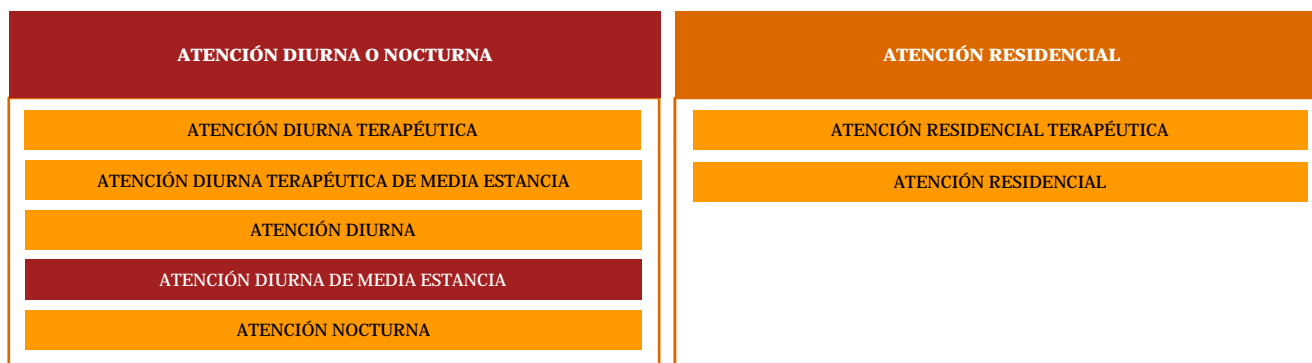 ATENCIÓN DIURNA O NOCTURNA
ATENCIÓN DIURNA TERAPÉUTICA
ATENCIÓN DIURNA TERAPÉUTICA DE MEDIA ESTANCIA
ATENCIÓN DIURNA
ATENCIÓN DIURNA DE MEDIA ESTANCIA
ATENCIÓN NOCTURNA
ATENCIÓN RESIDENCIAL
ATENCIÓN RESIDENCIAL TERAPÉUTICA
ATENCIÓN RESIDENCIAL